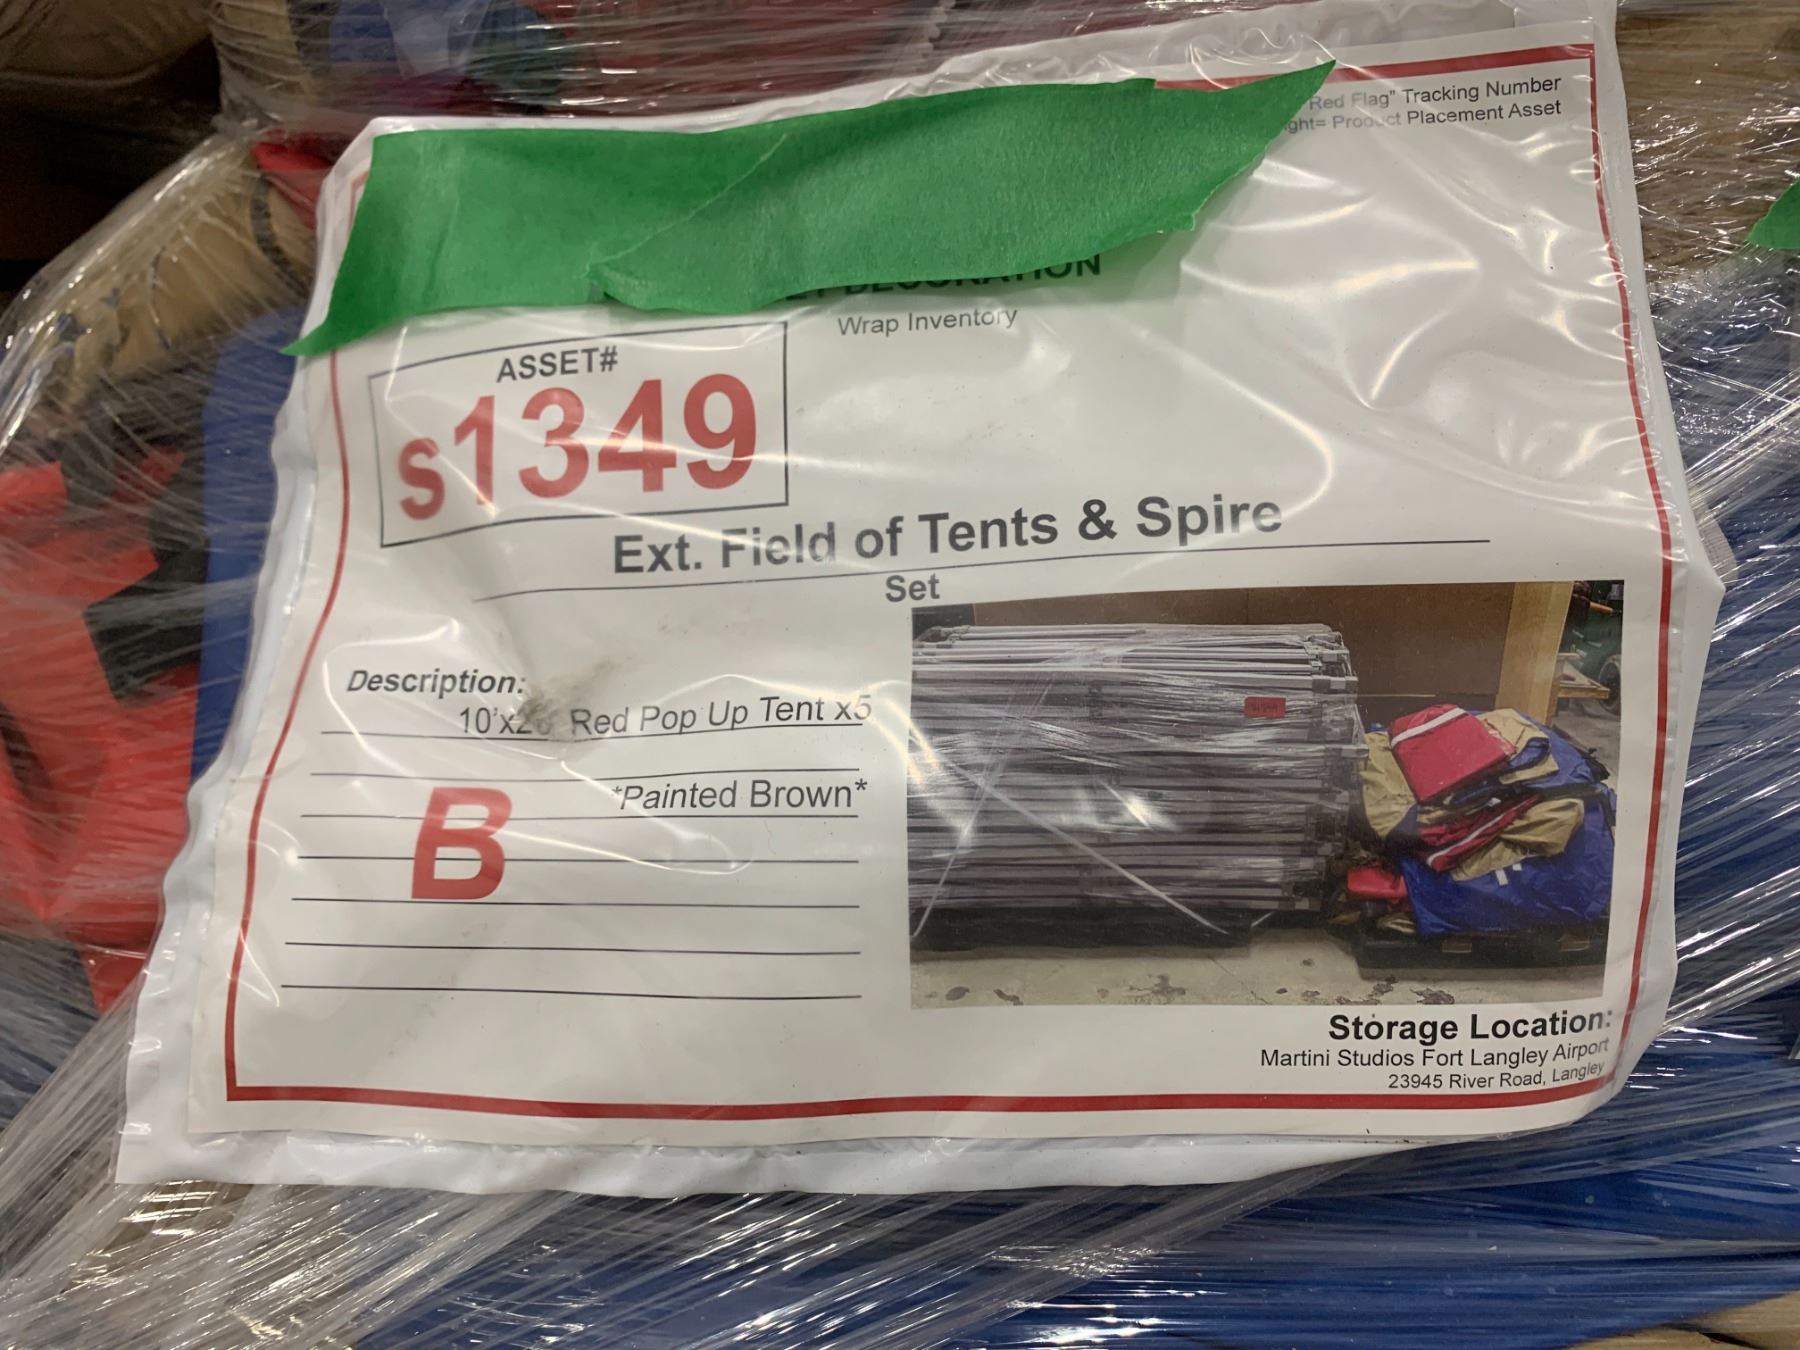 Red Flag" Tracking Number
Product Placement Asset
Wrap Inventory
ASSET#
s1349
Ext. Field of Tents & Spire
Set
Description:
Red Pop Up Tent x5
*Painted Brown*
B
Storage Location:
Martini Studios Fort Langley Airport
23945 River Road, Langley